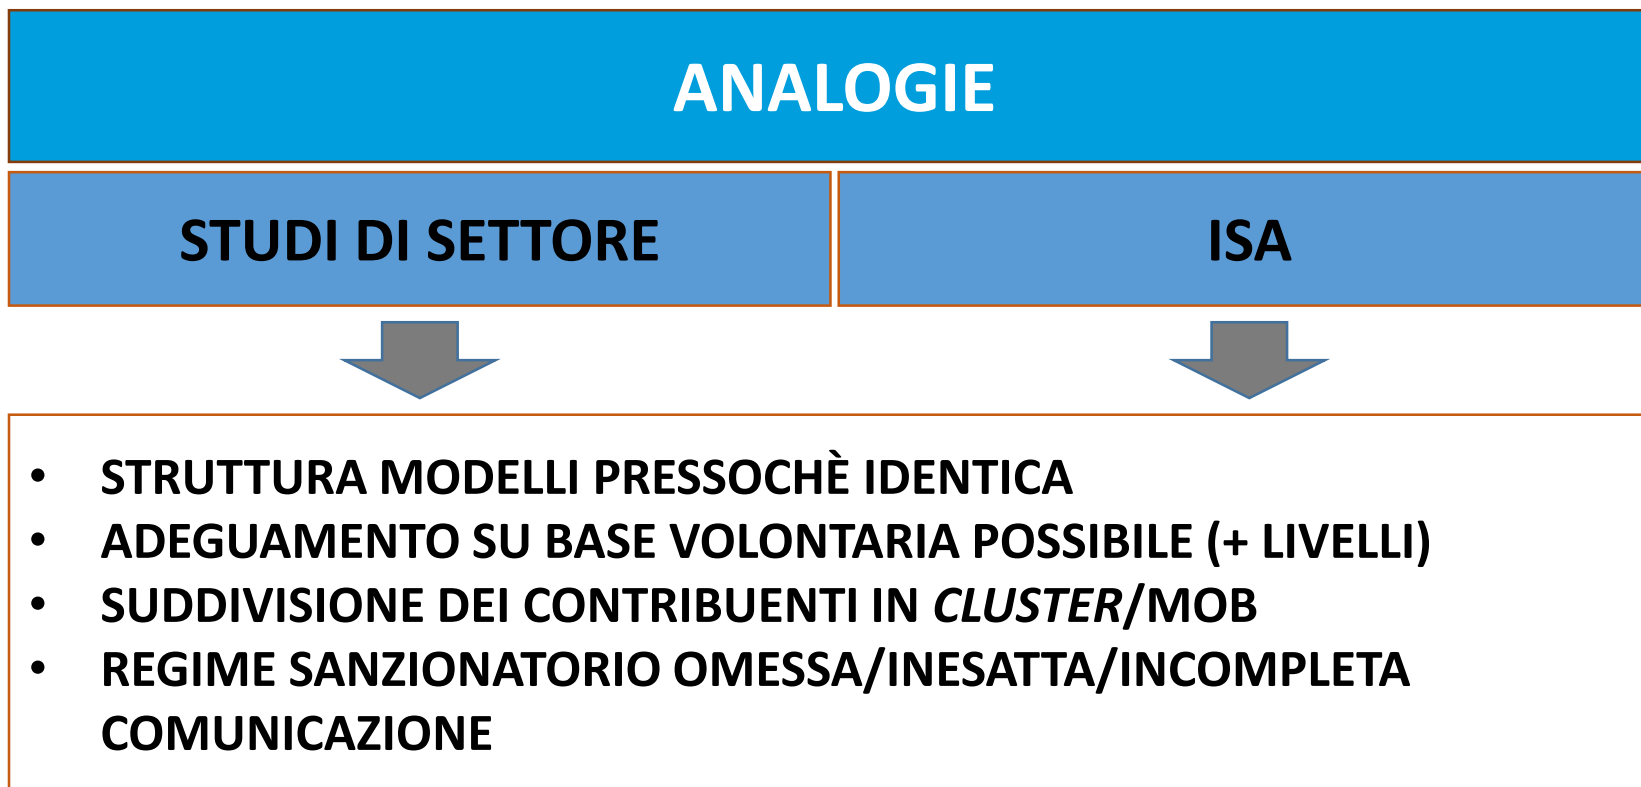 ANALOGIE
STUDI DI SETTORE
ISA
• STRUTTURA MODELLI PRESSOCHÈ IDENTICA
• ADEGUAMENTO SU BASE VOLONTARIA POSSIBILE (+ LIVELLI)
• SUDDIVISIONE DEI CONTRIBUENTI IN CLUSTER/MOB
• REGIME SANZIONATORIO OMESSA/INESATTA/INCOMPLETA
COMUNICAZIONE